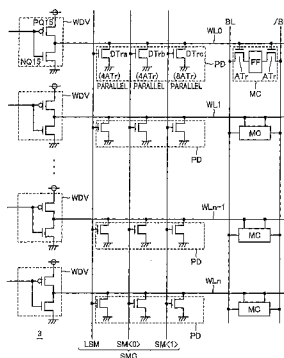 PQ15 WDV WL0 BL /B
DTra DTrb DTrc PD FF
NQ15 (4ATr) (4ATr) (8ATr) ATr ATr
PARALLEL PARALLEL PARALLEL MC
WDV WL1
MC
PD
WDV WLn-1
MC
PD
WDV WLn
MC
3 PD
LSM SM<0> SM<1>
SMG